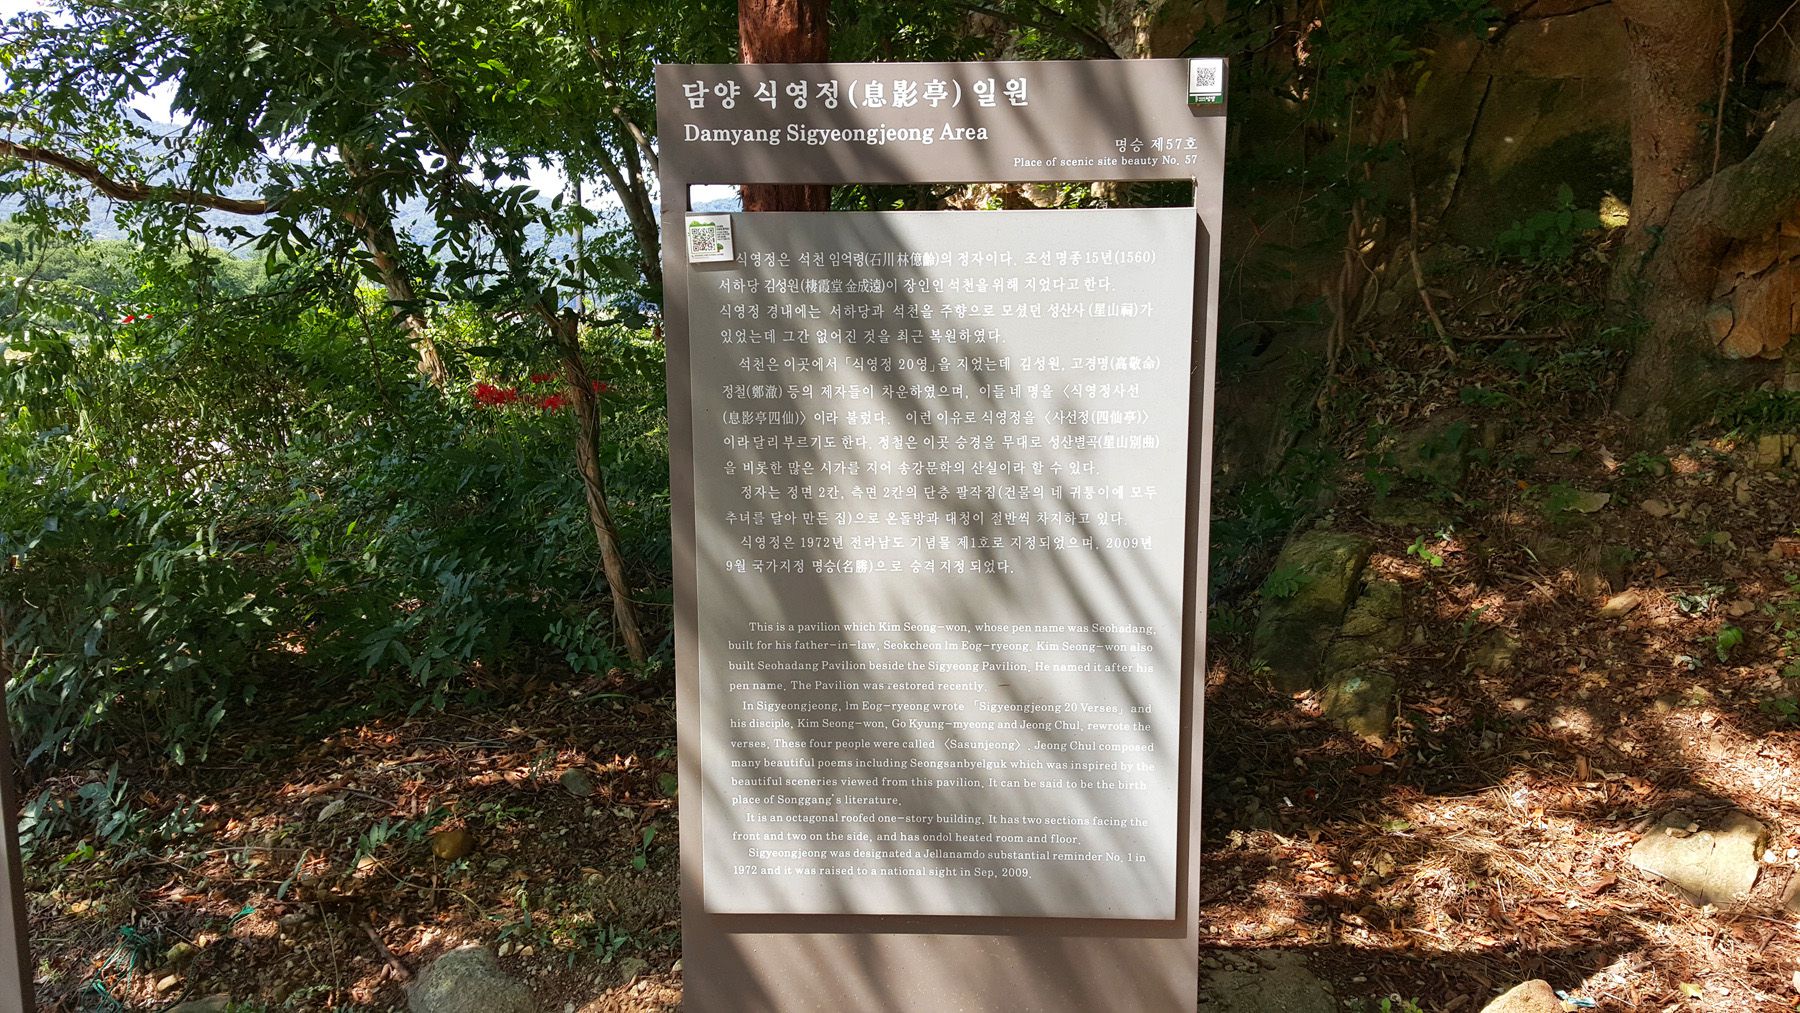 담양 식영정(息影亭) 일원
Damyang Sigyeongjeong Area
명승 제57호
Place of scenic site beauty No. 57
식영정은 석천 임억령(石川 林億齡)의 정자이다. 조선 명종 15년(1560)
서하당 김성원(棲霞堂 金成遠)이 장인인 석천을 위해 지었다고 한다.
식영정 경내에는 서하당과 석천을 주향으로 모셨던 성산사(星山祠)가
있었는데 그간 없어진 것을 최근 복원하였다.
석천은 이곳에서 「식영정 20영」을 지었는데 김성원, 고경명(高敬命)
정철(鄭澈) 등의 제자들이 차운하였으며, 이들 네 명을 〈식영정사선
(息影亭四仙)〉이라 불렀다. 이런 이유로 식영정을 〈사선정(四仙亭)〉
이라 달리 부르기도 한다. 정철은 이곳 승경을 무대로 성산별곡(星山別曲)
을 비롯한 많은 시가를 지어 송강문학의 산실이라 할 수 있다.
정자는 정면 2칸, 측면 2칸의 단층 팔작집(건물의 네 귀퉁이에 모두
추녀를 달아 만든 집)으로 온돌방과 대청이 절반씩 차지하고 있다.
식영정은 1972년 전라남도 기념물 제1호로 지정되었으며, 2009년
9월 국가지정 명승(名勝)으로 승격 지정 되었다.
This is a pavilion which Kim Seong-won, whose pen name was Seohadang,
built for his father-in-law, Seokcheon lm Eog-ryeong. Kim Seong-won also
built Seohadang Pavilion beside the Sigyeong Pavilion. He named it after his
pen name. The Pavilion was restored recently.
In Sigyeongjeong, lm Eog-ryeong wrote 「Sigyeongjeong 20 Verses」 and
his disciple, Kim Seong-won, Go Kyung-myeong and Jeong Chul, rewrote the
verses. These four people were called 〈Sasunjeong〉. Jeong Chul composed
many beautiful poems including Seongsanbyelguk which was inspired by the
beautiful sceneries viewed from this pavilion. It can be said to be the birth
place of Songgang's literature.
It is an octagonal roofed one-story building. It has two sections facing the
front and two on the side, and has ondol heated room and floor.
Sigyeongjeong was designated a Jellanamdo substantial reminder No. 1 in
1972 and it was raised to a national sight in Sep. 2009.